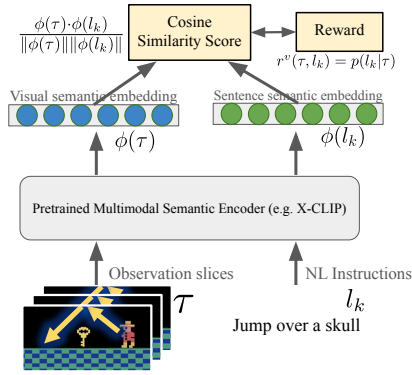 φ(τ)·φ(l_k)
‖φ(τ)‖‖φ(l_k)‖
Cosine
Similarity Score
Reward
r^v(τ, l_k) = p(l_k|τ)
Visual semantic embedding
Sentence semantic embedding
φ(τ)
φ(l_k)
Pretrained Multimodal Semantic Encoder (e.g. X-CLIP)
Observation slices
NL Instructions
τ
l_k
Jump over a skull